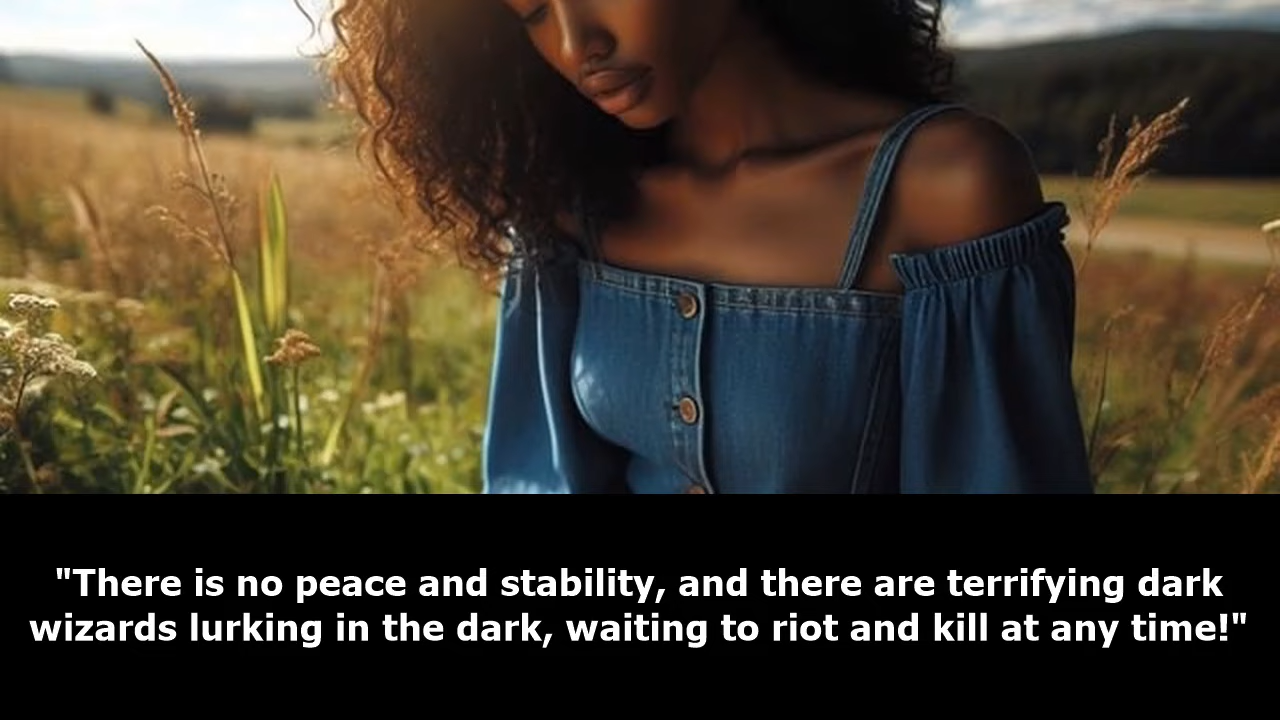 "There is no peace and stability, and there are terrifying dark
wizards lurking in the dark, waiting to riot and kill at any time!"